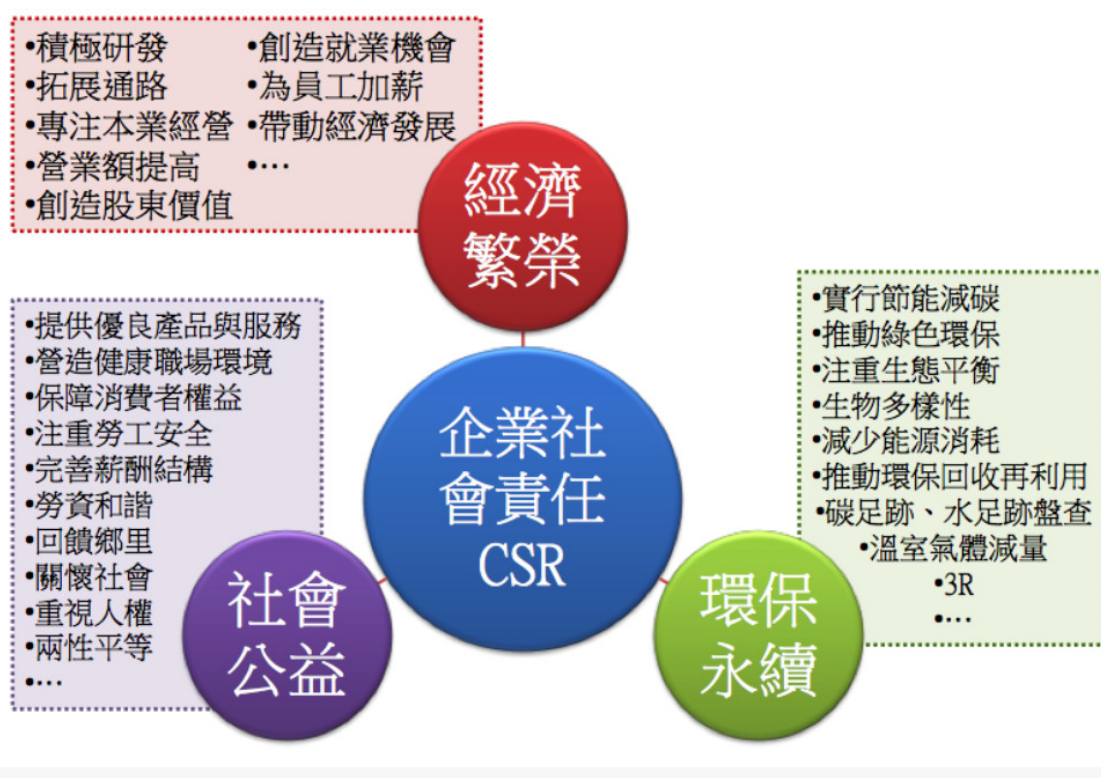 •積極研發
•拓展通路
•專注本業經營
•營業額提高
•創造股東價值
•創造就業機會
•為員工加薪
•帶動經濟發展
•…
經濟
繁榮
•提供優良產品與服務
•營造健康職場環境
•保障消費者權益
•注重勞工安全
•完善薪酬結構
•勞資和諧
•回饋鄉里
•關懷社會
•重視人權
•兩性平等
•…
社會
公益
企業社
會責任
CSR
•實行節能減碳
•推動綠色環保
•注重生態平衡
•生物多樣性
•減少能源消耗
•推動環保回收再利用
•碳足跡、水足跡盤查
•溫室氣體減量
•3R
•…
環保
永續